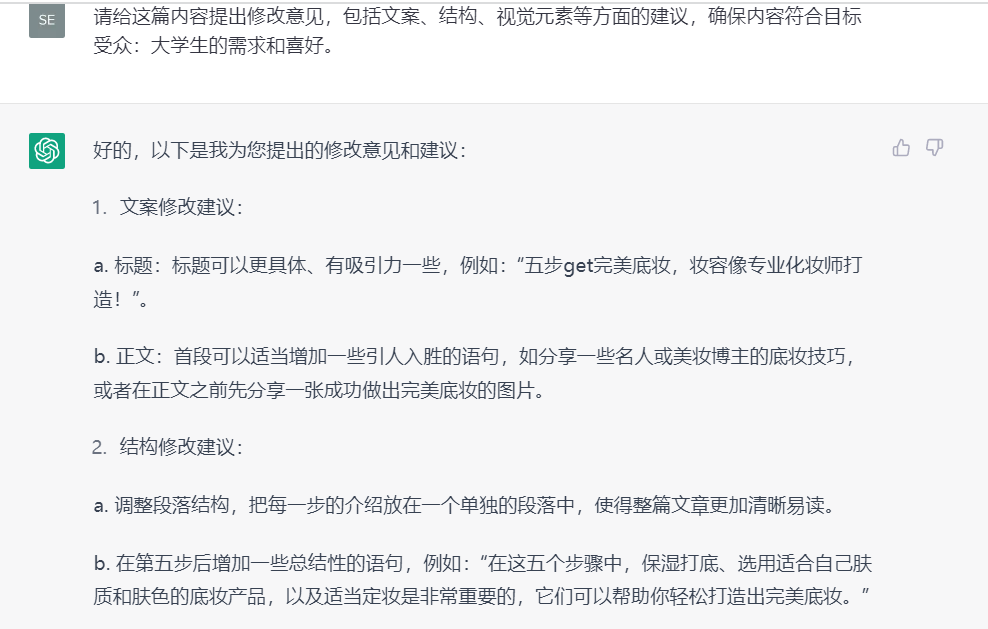 SE
请给这篇内容提出修改意见，包括文案、结构、视觉元素等方面的建议，确保内容符合目标
受众：大学生的需求和喜好。
好的，以下是我为您提出的修改意见和建议：
1. 文案修改建议：
a. 标题：标题可以更具体、有吸引力一些，例如：“五步get完美底妆，妆容像专业化妆师打
造！”。
b. 正文：首段可以适当增加一些引人入胜的语句，如分享一些名人或美妆博主的底妆技巧，
或者在正文之前先分享一张成功做出完美底妆的图片。
2. 结构修改建议：
a. 调整段落结构，把每一步的介绍放在一个单独的段落中，使得整篇文章更加清晰易读。
b. 在第五步后增加一些总结性的语句，例如：“在这五个步骤中，保湿打底、选用适合自己肤
质和肤色的底妆产品，以及适当定妆是非常重要的，它们可以帮助你轻松打造出完美底妆。”